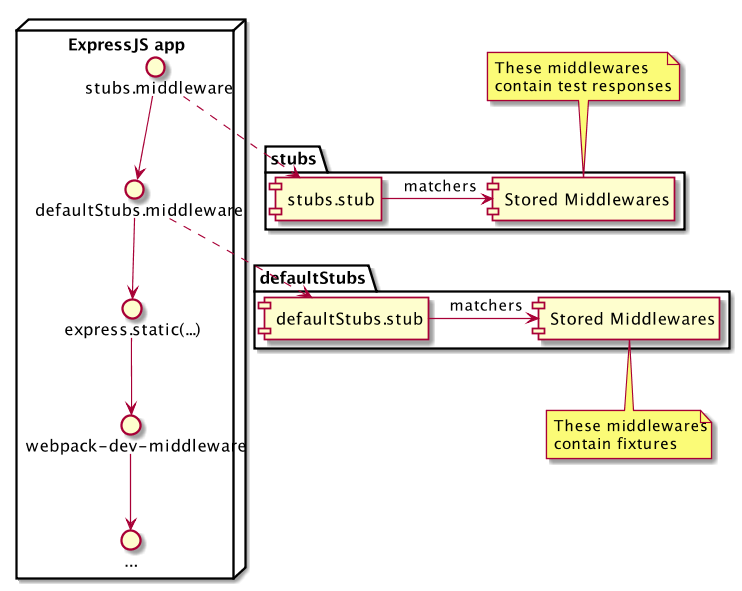 ExpressJS app
stubs.middleware
These middlewares
contain test responses
stubs
stubs.stub
matchers
Stored Middlewares
defaultStubs.middleware
defaultStubs
defaultStubs.stub
matchers
Stored Middlewares
express.static(...)
These middlewares
contain fixtures
webpack-dev-middleware
...